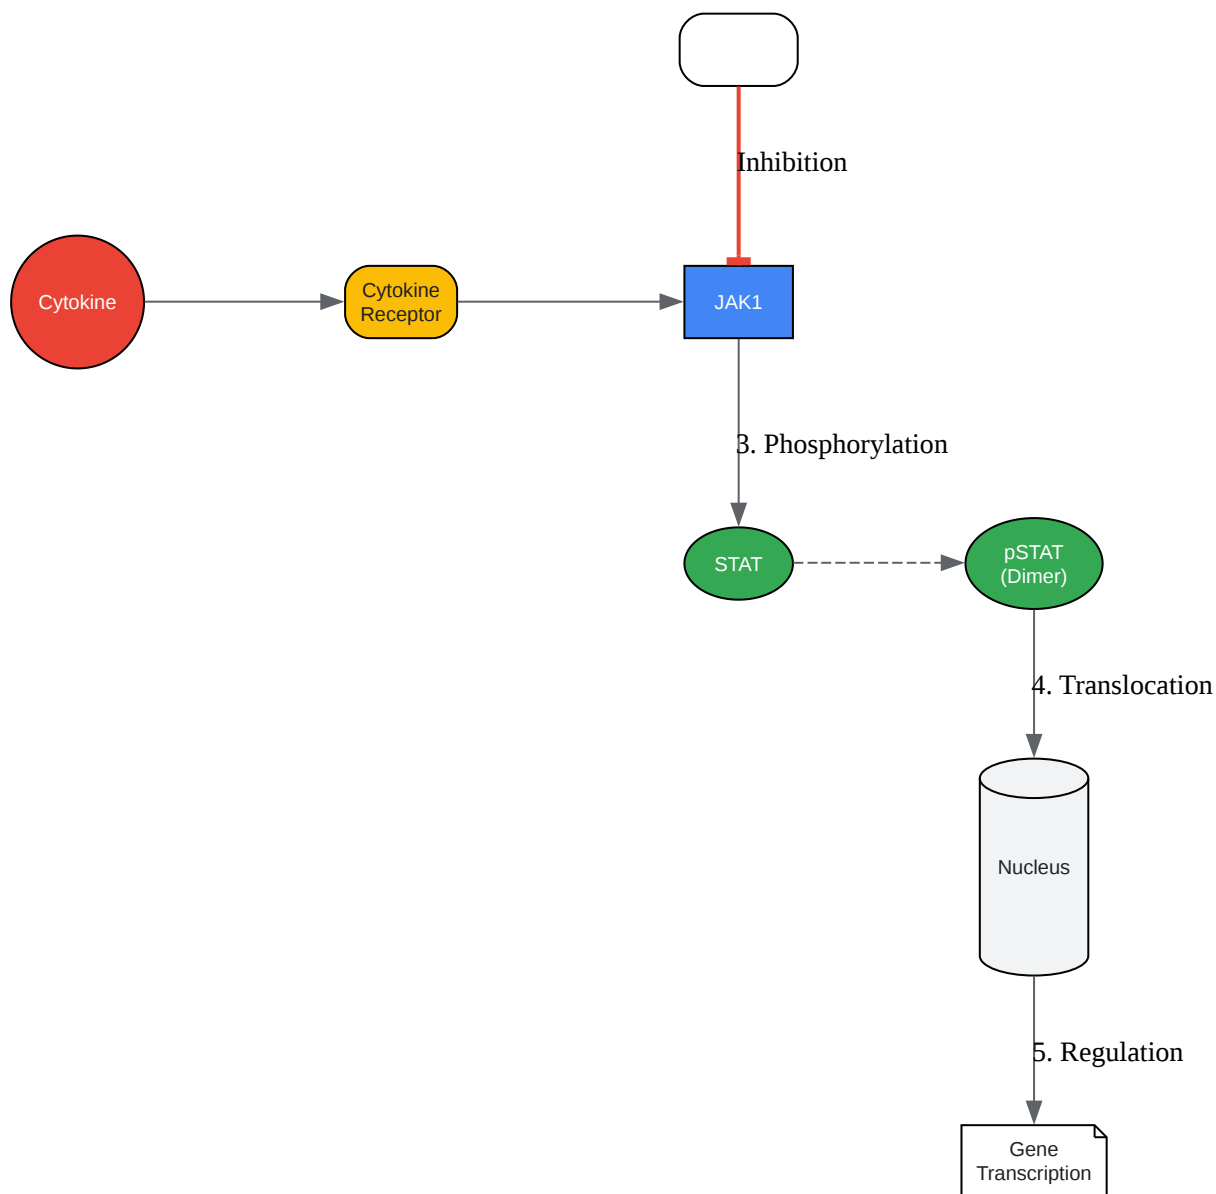 Inhibition
Cytokine
Cytokine
Receptor
JAK1
3. Phosphorylation
STAT
pSTAT
(Dimer)
4. Translocation
Nucleus
5. Regulation
Gene
Transcription